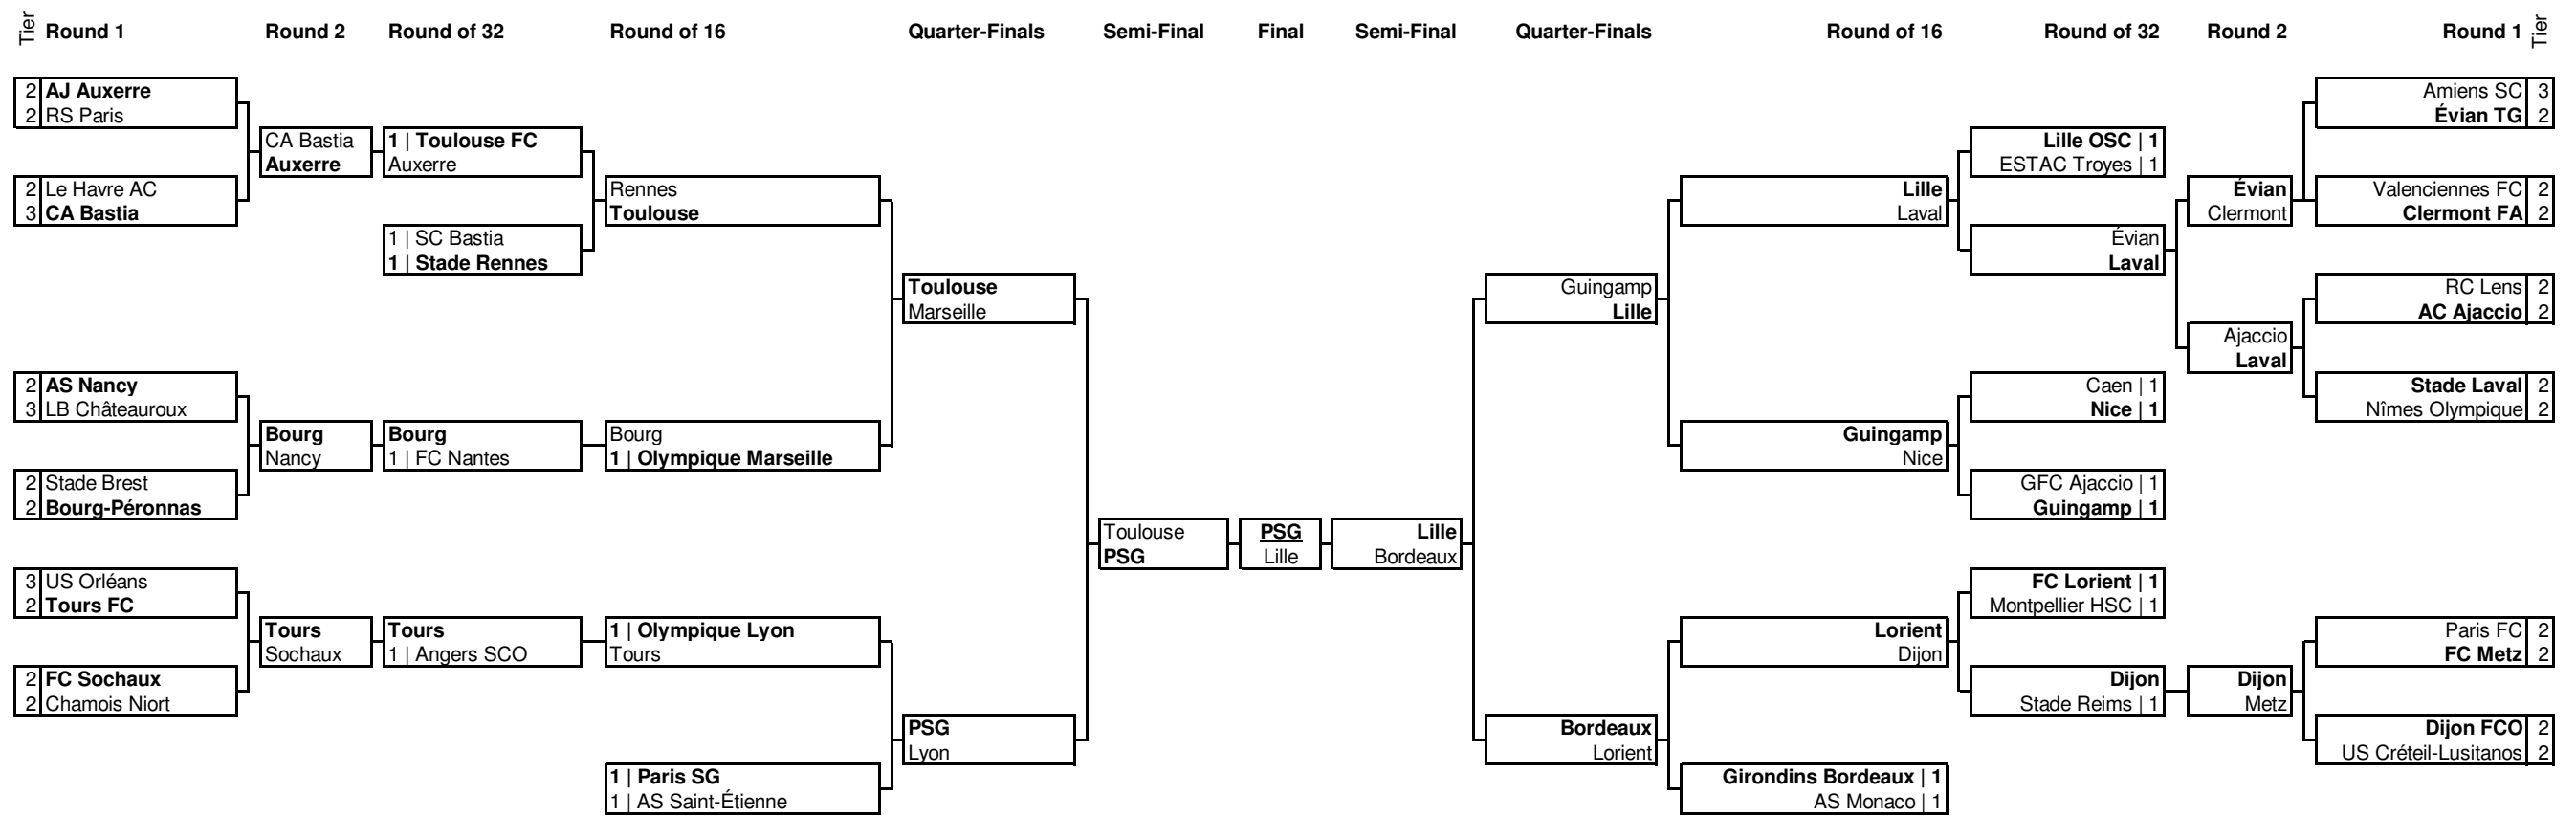 Tier Round 1 Round 2 Round of 32 Round of 16 Quarter-Finals Semi-Final Final Semi-Final Quarter-Finals Round of 16 Round of 32 Round 2 Round 1 Tier
2 AJ Auxerre
2 RS Paris
2 Le Havre AC
3 CA Bastia
2 AS Nancy
3 LB Châteauroux
2 Stade Brest
2 Bourg-Péronnas
3 US Orléans
2 Tours FC
2 FC Sochaux
2 Chamois Niort
CA Bastia
Auxerre
Bourg
Nancy
Tours
Sochaux
1 | Toulouse FC
Auxerre
1 | SC Bastia
1 | Stade Rennes
Bourg
1 | FC Nantes
Tours
1 | Angers SCO
Rennes
Toulouse
Bourg
1 | Olympique Marseille
1 | Olympique Lyon
Tours
1 | Paris SG
1 | AS Saint-Étienne
Toulouse
Marseille
PSG
Lyon
Toulouse
PSG
PSG
Lille
Lille
Bordeaux
Guingamp
Lille
Bordeaux
Lorient
Lille
Laval
Guingamp
Nice
Lorient
Dijon
Girondins Bordeaux | 1
AS Monaco | 1
Lille OSC | 1
ESTAC Troyes | 1
Évian
Laval
Caen | 1
Nice | 1
GFC Ajaccio | 1
Guingamp | 1
FC Lorient | 1
Montpellier HSC | 1
Dijon
Stade Reims | 1
Évian
Clermont
Ajaccio
Laval
Dijon
Metz
Amiens SC 3
Évian TG 2
Valenciennes FC 2
Clermont FA 2
RC Lens 2
AC Ajaccio 2
Stade Laval 2
Nîmes Olympique 2
Paris FC 2
FC Metz 2
Dijon FCO 2
US Créteil-Lusitanos 2